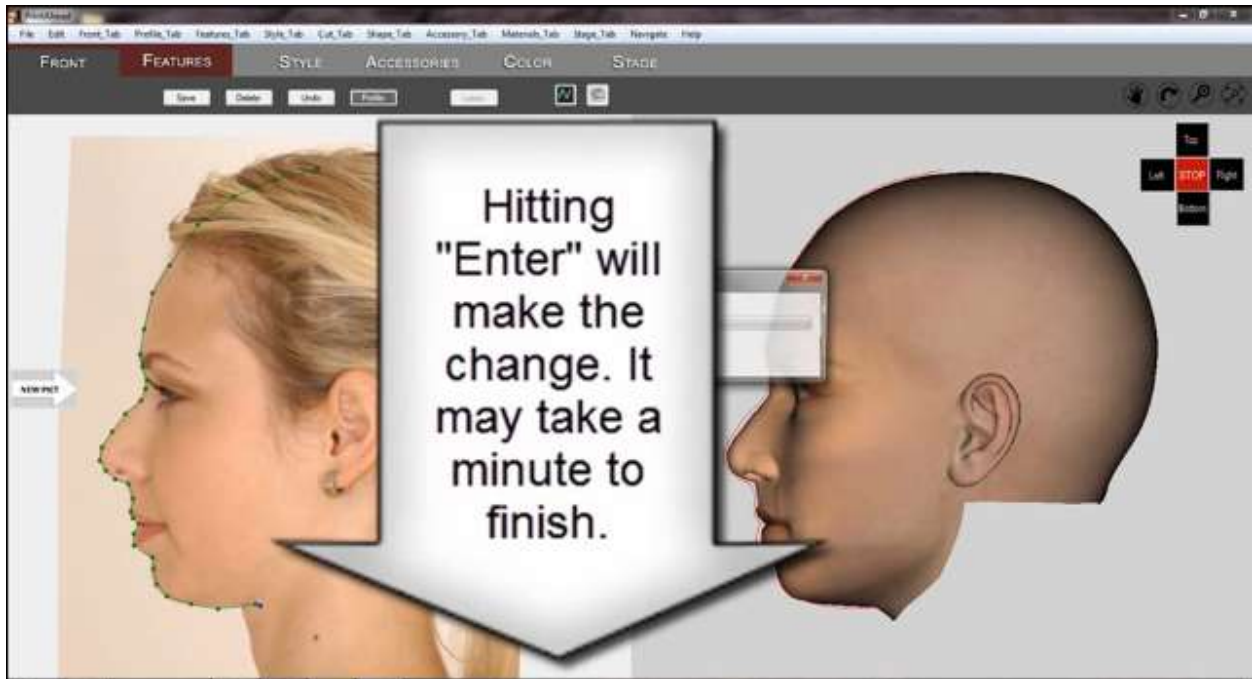 PrintAhead
File Edit Front_Tab Profile_Tab Features_Tab Style_Tab Cut_Tab Shape_Tab Accessory_Tab Materials_Tab Stage_Tab Navigate Help
FRONT FEATURES STYLE ACCESSORIES COLOR STAGE
Save Delete Undo Profile
Top
Left STOP Right
Bottom
NEW PICT
Hitting
"Enter" will
make the
change. It
may take a
minute to
finish.